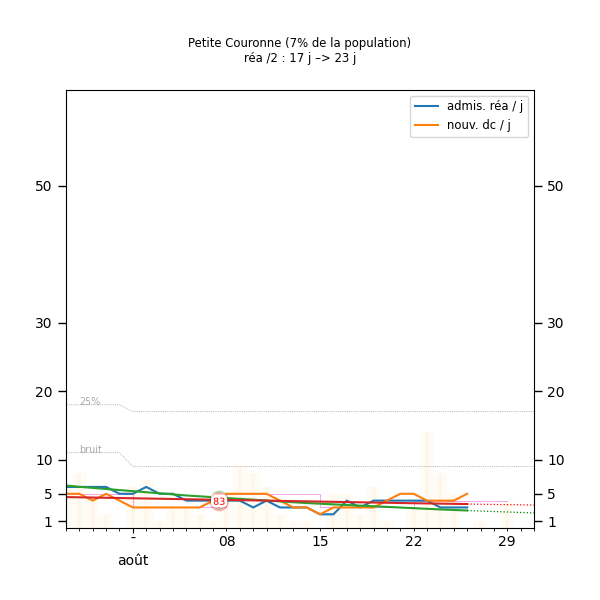 Petite Couronne (7% de la population)
réa /2 : 17 j –> 23 j
admis. réa / j
nouv. dc / j
50 50
30 30
20 20
25%
bruit
10 10
5 5
83
1 1
- 08 15 22 29
août